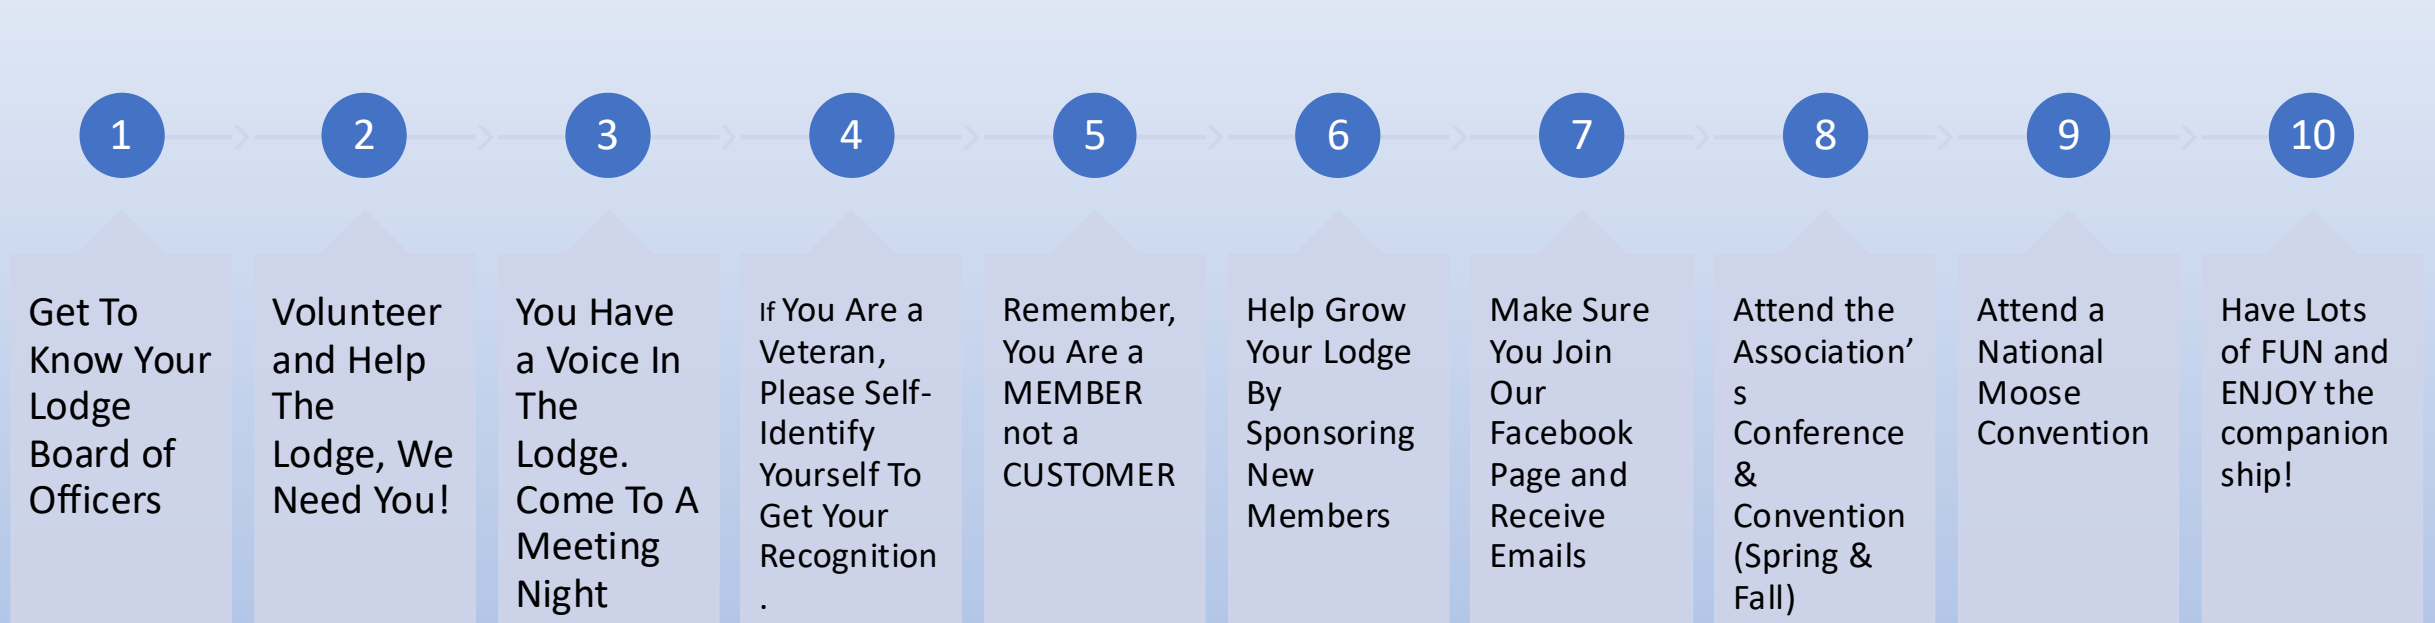 1
2
3
4
5
6
7
8
9
10
Get To
Know Your
Lodge
Board of
Officers
Volunteer
and Help
The
Lodge, We
Need You!
You Have
a Voice In
The
Lodge.
Come To A
Meeting
Night
If You Are a
Veteran,
Please Self-
Identify
Yourself To
Get Your
Recognition
.
Remember,
You Are a
MEMBER
not a
CUSTOMER
Help Grow
Your Lodge
By
Sponsoring
New
Members
Make Sure
You Join
Our
Facebook
Page and
Receive
Emails
Attend the
Association’
s
Conference
&
Convention
(Spring &
Fall)
Attend a
National
Moose
Convention
Have Lots
of FUN and
ENJOY the
companion
ship!